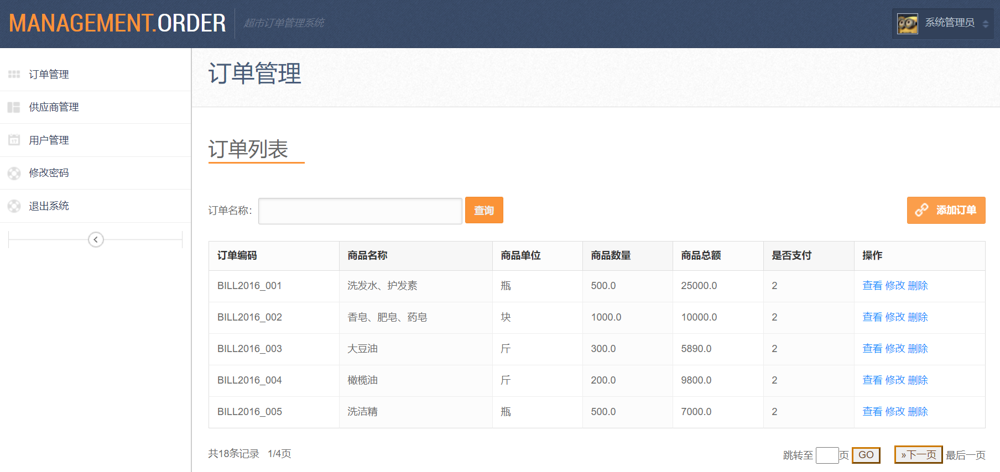 MANAGEMENT.ORDER 超市订单管理系统 系统管理员
订单管理
供应商管理
用户管理
修改密码
退出系统
订单管理
订单列表
订单名称: 查询 添加订单
订单编码 商品名称 商品单位 商品数量 商品总额 是否支付 操作
BILL2016_001 洗发水、护发素 瓶 500.0 25000.0 2 查看 修改 删除
BILL2016_002 香皂、肥皂、药皂 块 1000.0 10000.0 2 查看 修改 删除
BILL2016_003 大豆油 斤 300.0 5890.0 2 查看 修改 删除
BILL2016_004 橄榄油 斤 200.0 9800.0 2 查看 修改 删除
BILL2016_005 洗洁精 瓶 500.0 7000.0 2 查看 修改 删除
共18条记录 1/4页 跳转至 页 GO »下一页 最后一页